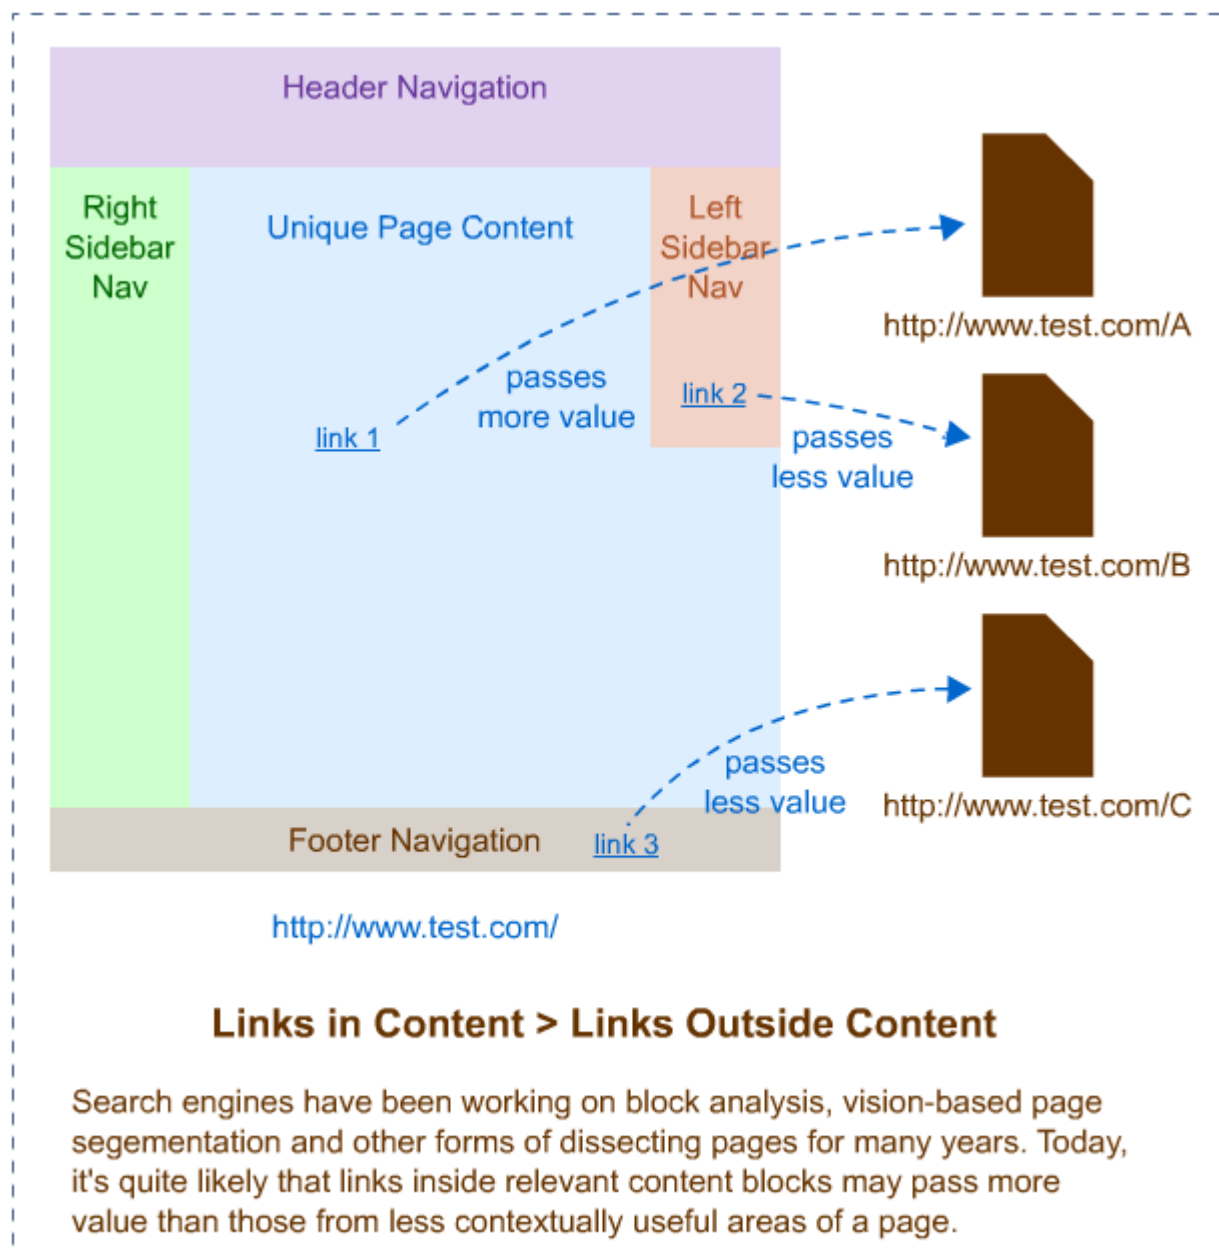 Header Navigation
Right
Sidebar
Nav
Unique Page Content
Left
Sidebar
Nav
http://www.test.com/A
passes
more value
link 1
link 2
passes
less value
http://www.test.com/B
passes
less value
http://www.test.com/C
Footer Navigation
link 3
http://www.test.com/
Links in Content > Links Outside Content
Search engines have been working on block analysis, vision-based page
segementation and other forms of dissecting pages for many years. Today,
it's quite likely that links inside relevant content blocks may pass more
value than those from less contextually useful areas of a page.